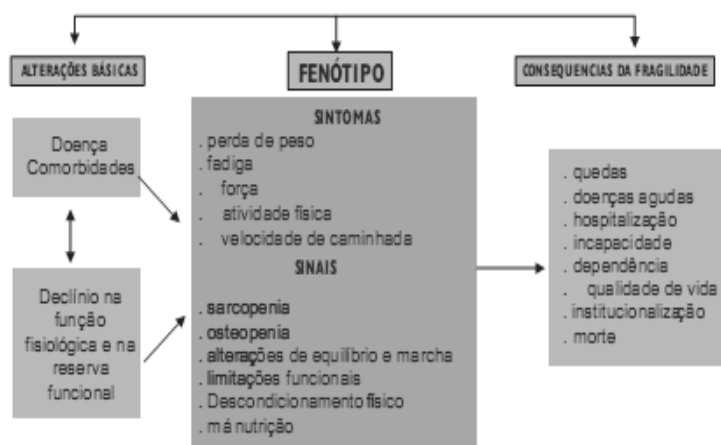 ALTERAÇÕES BÁSICAS
FENÓTIPO
CONSEQUENCIAS DA FRAGILIDADE
Doença
Comorbidades
Declínio na
função
fisiológica e na
reserva
funcional
SINTOMAS
. perda de peso
. fadiga
. força
. atividade física
. velocidade de caminhada
SINAIS
. sarcopenia
. osteopenia
. alterações de equilíbrio e marcha
. limitações funcionais
. Descondicionamento físico
. má nutrição
. quedas
. doenças agudas
. hospitalização
. incapacidade
. dependência
. qualidade de vida
. institucionalização
. morte